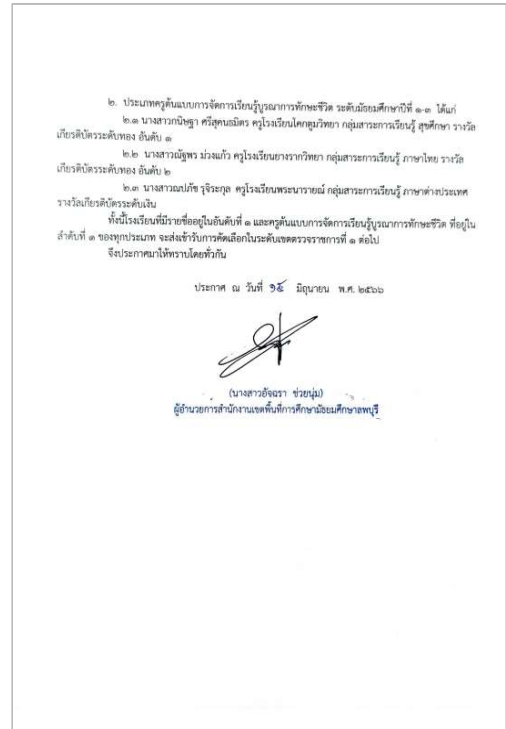 ๒. ประเภทครูต้นแบบการจัดการเรียนรู้บูรณาการทักษะชีวิต ระดับมัธยมศึกษาปีที่ ๑-๓ ได้แก่
๒.๑ นางสาวกนิษฐา ศรีสุคนธมิตร ครูโรงเรียนโคกตูมวิทยา กลุ่มสาระการเรียนรู้ สุขศึกษา รางวัล
เกียรติบัตรระดับทอง อันดับ ๑
๒.๒ นางสาวณัฐพร ม่วงแก้ว ครูโรงเรียนยางรากวิทยา กลุ่มสาระการเรียนรู้ ภาษาไทย รางวัล
เกียรติบัตรระดับทอง อันดับ ๒
๒.๓ นางสาวณปภัช รุจิระกุล ครูโรงเรียนพระนารายณ์ กลุ่มสาระการเรียนรู้ ภาษาต่างประเทศ
รางวัลเกียรติบัตรระดับเงิน
ทั้งนี้โรงเรียนที่มีรายชื่ออยู่ในอันดับที่ ๑ และครูต้นแบบการจัดการเรียนรู้บูรณาการทักษะชีวิต ที่อยู่ใน
ลำดับที่ ๑ ของทุกประเภท จะส่งเข้ารับการคัดเลือกในระดับเขตตรวจราชการที่ ๑ ต่อไป
จึงประกาศมาให้ทราบโดยทั่วกัน
ประกาศ ณ วันที่ ๑๕ มิถุนายน พ.ศ. ๒๕๖๖
(นางสาวอัจฉรา ช่วยนุ่ม)
ผู้อำนวยการสำนักงานเขตพื้นที่การศึกษามัธยมศึกษาลพบุรี